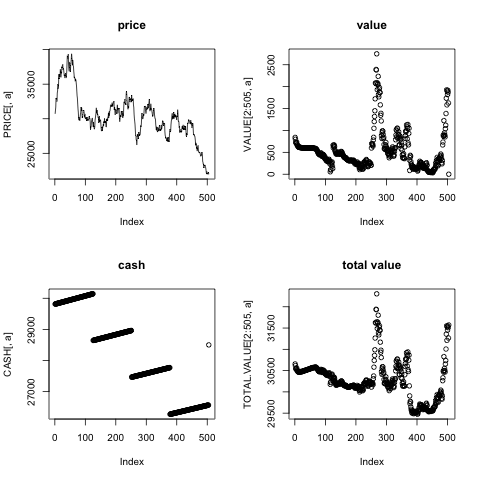 price
PRICE[, a]
25000 35000
0 100 200 300 400 500
Index
value
VALUE[2:505, a]
0 500 1500 2500
0 100 200 300 400 500
Index
cash
CASH[, a]
27000 29000
0 100 200 300 400 500
Index
total value
TOTAL.VALUE[2:505, a]
29500 30500 31500
0 100 200 300 400 500
Index